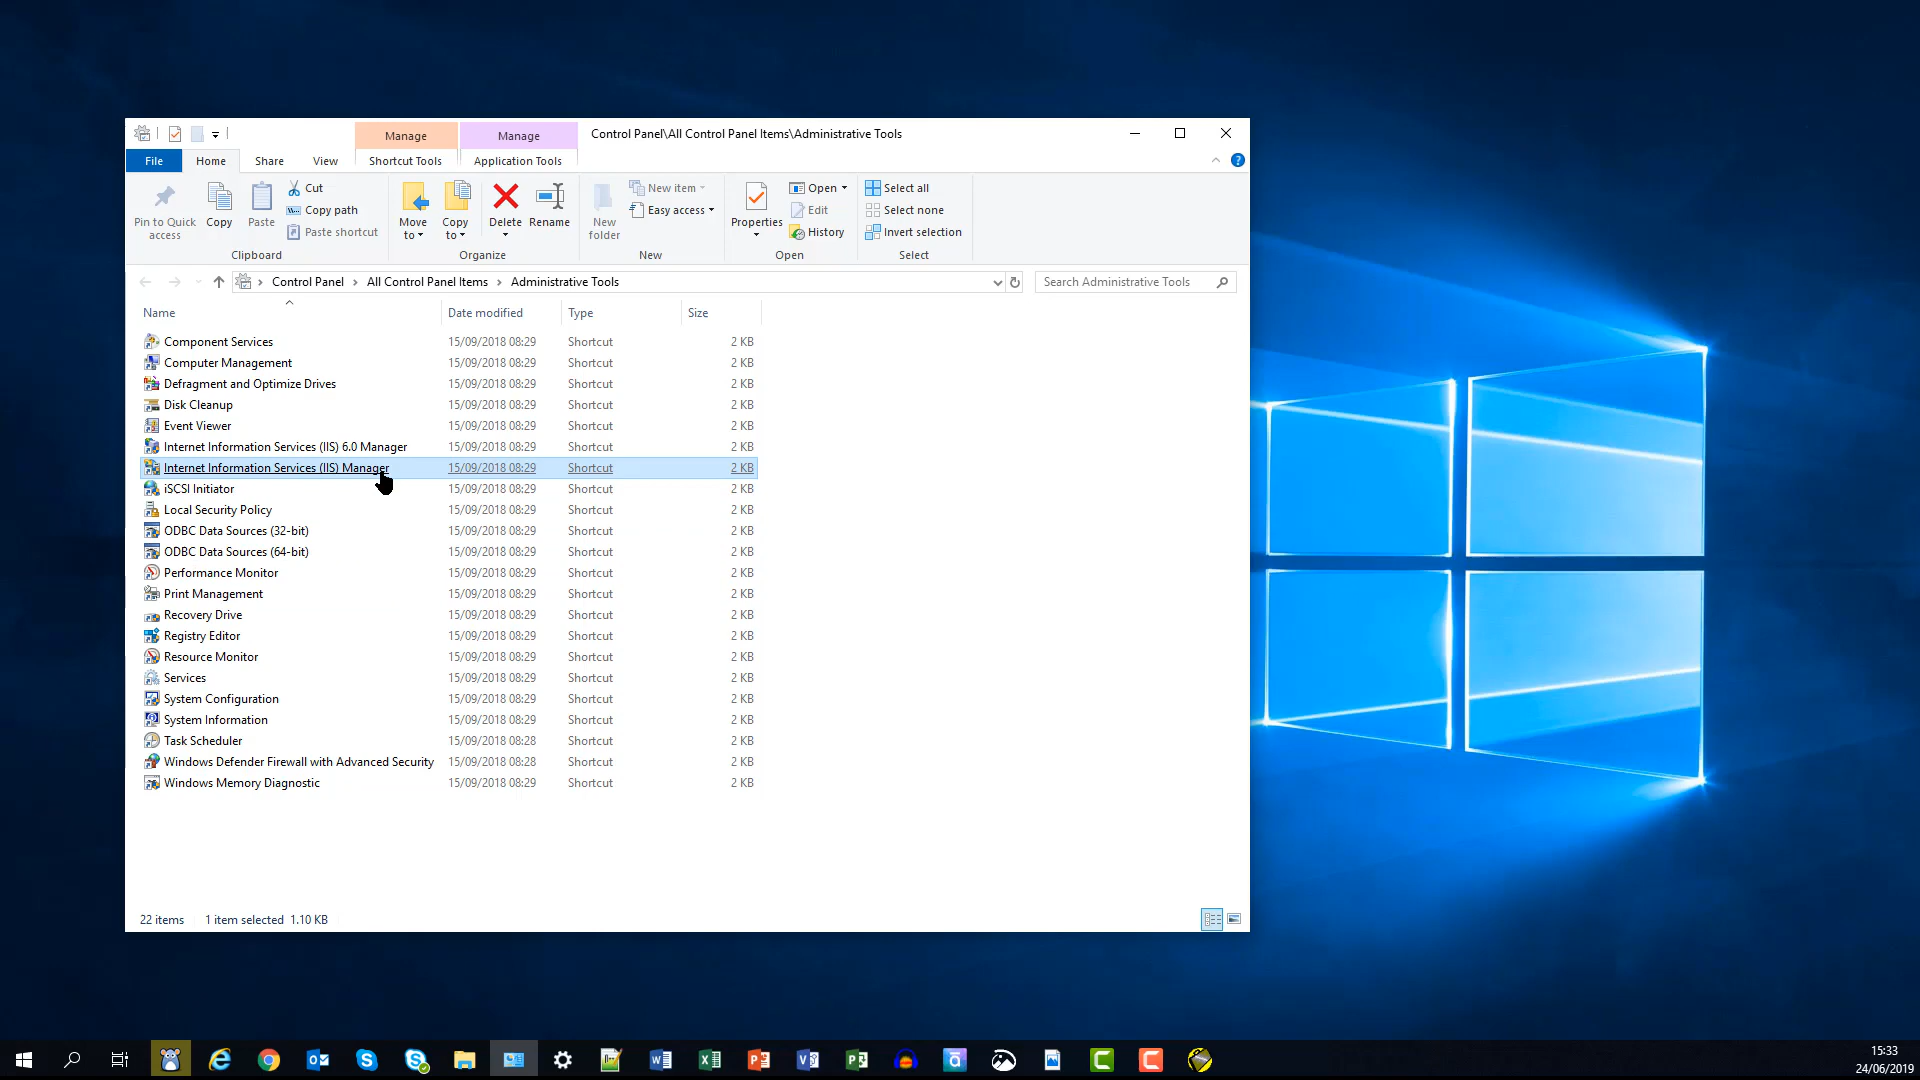 Manage Manage Control Panel\All Control Panel Items\Administrative Tools
File Home Share View Shortcut Tools Application Tools
Pin to Quick access
Copy
Paste
Cut
Copy path
Paste shortcut
Clipboard
Move to
Copy to
Delete
Rename
Organize
New folder
New item
Easy access
New
Properties
Open
Edit
History
Open
Select all
Select none
Invert selection
Select
Control Panel > All Control Panel Items > Administrative Tools
Search Administrative Tools
Name Date modified Type Size
Component Services 15/09/2018 08:29 Shortcut 2 KB
Computer Management 15/09/2018 08:29 Shortcut 2 KB
Defragment and Optimize Drives 15/09/2018 08:29 Shortcut 2 KB
Disk Cleanup 15/09/2018 08:29 Shortcut 2 KB
Event Viewer 15/09/2018 08:29 Shortcut 2 KB
Internet Information Services (IIS) 6.0 Manager 15/09/2018 08:29 Shortcut 2 KB
Internet Information Services (IIS) Manager 15/09/2018 08:29 Shortcut 2 KB
iSCSI Initiator 15/09/2018 08:29 Shortcut 2 KB
Local Security Policy 15/09/2018 08:29 Shortcut 2 KB
ODBC Data Sources (32-bit) 15/09/2018 08:29 Shortcut 2 KB
ODBC Data Sources (64-bit) 15/09/2018 08:29 Shortcut 2 KB
Performance Monitor 15/09/2018 08:29 Shortcut 2 KB
Print Management 15/09/2018 08:29 Shortcut 2 KB
Recovery Drive 15/09/2018 08:29 Shortcut 2 KB
Registry Editor 15/09/2018 08:29 Shortcut 2 KB
Resource Monitor 15/09/2018 08:29 Shortcut 2 KB
Services 15/09/2018 08:29 Shortcut 2 KB
System Configuration 15/09/2018 08:29 Shortcut 2 KB
System Information 15/09/2018 08:29 Shortcut 2 KB
Task Scheduler 15/09/2018 08:28 Shortcut 2 KB
Windows Defender Firewall with Advanced Security 15/09/2018 08:28 Shortcut 2 KB
Windows Memory Diagnostic 15/09/2018 08:29 Shortcut 2 KB
22 items 1 item selected 1.10 KB
15:33
24/06/2019